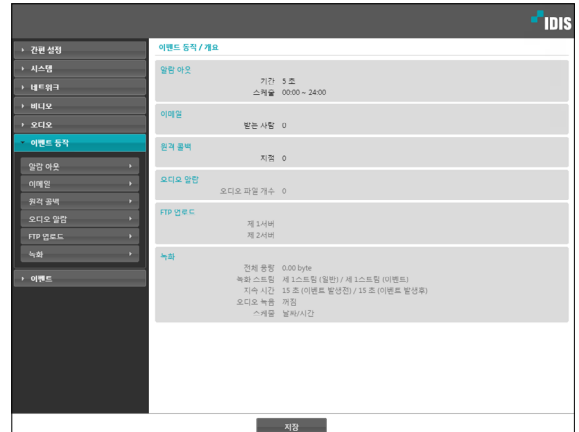 IDIS
간편 설정
시스템
네트워크
비디오
오디오
이벤트 동작
알람 아웃
이메일
원격 콜백
오디오 알람
FTP 업로드
녹화
이벤트
이벤트 동작 / 개요
알람 아웃
기간 5 초
스케줄 00:00 ~ 24:00
이메일
받는 사람 0
원격 콜백
지점 0
오디오 알람
오디오 파일 개수 0
FTP 업로드
제 1서버
제 2서버
녹화
전체 용량 0.00 byte
녹화 스트림 제 1스트림 (일반) / 제 1스트림 (이벤트)
지속 시간 15 초 (이벤트 발생전) / 15 초 (이벤트 발생후)
오디오 녹음 꺼짐
스케줄 날짜/시간
저장